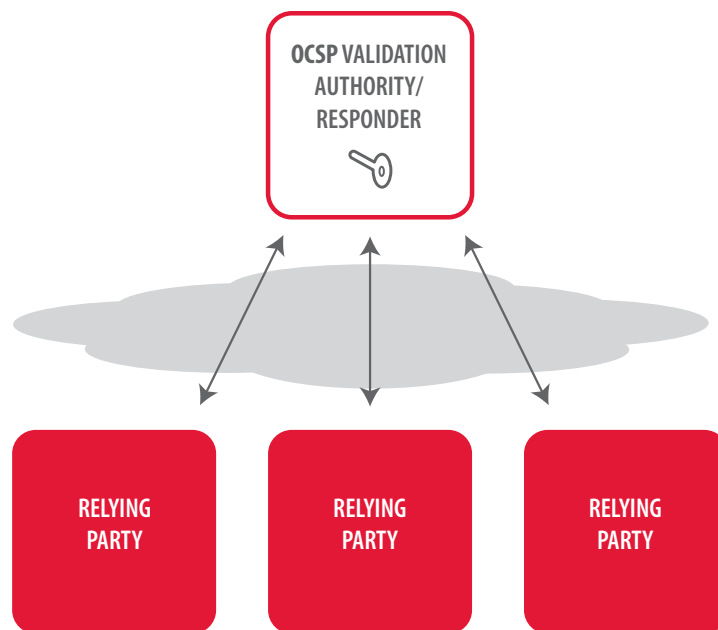 OCSP VALIDATION
AUTHORITY/
RESPONDER
RELYING
PARTY
RELYING
PARTY
RELYING
PARTY